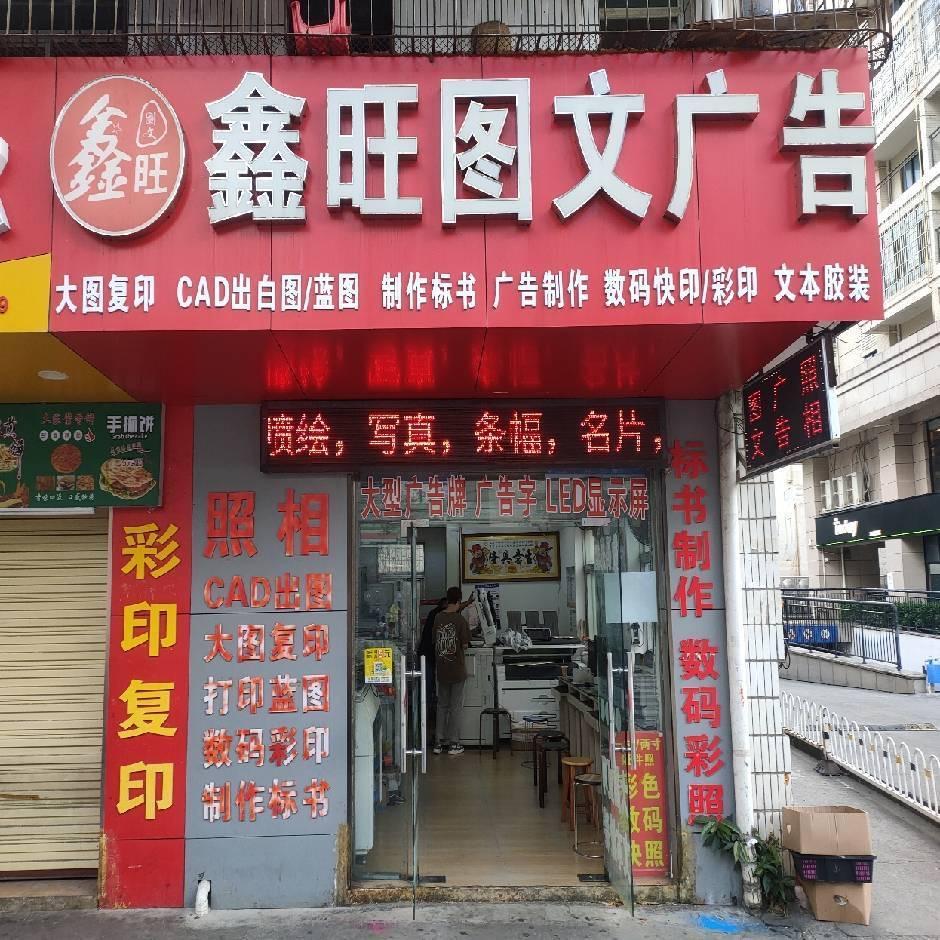 鑫旺图文广告
鑫旺
图文
大图复印 CAD出白图/蓝图 制作标书 广告制作 数码快印/彩印 文本胶装
喷绘，写真，条幅，名片，
图文
广告
照相
手抓饼
大型广告牌 广告字 LED显示屏
彩印复印
照相
CAD出图
大图复印
打印蓝图
数码彩印
制作标书
标书制作 数码彩照
彩色
数码
快照
9